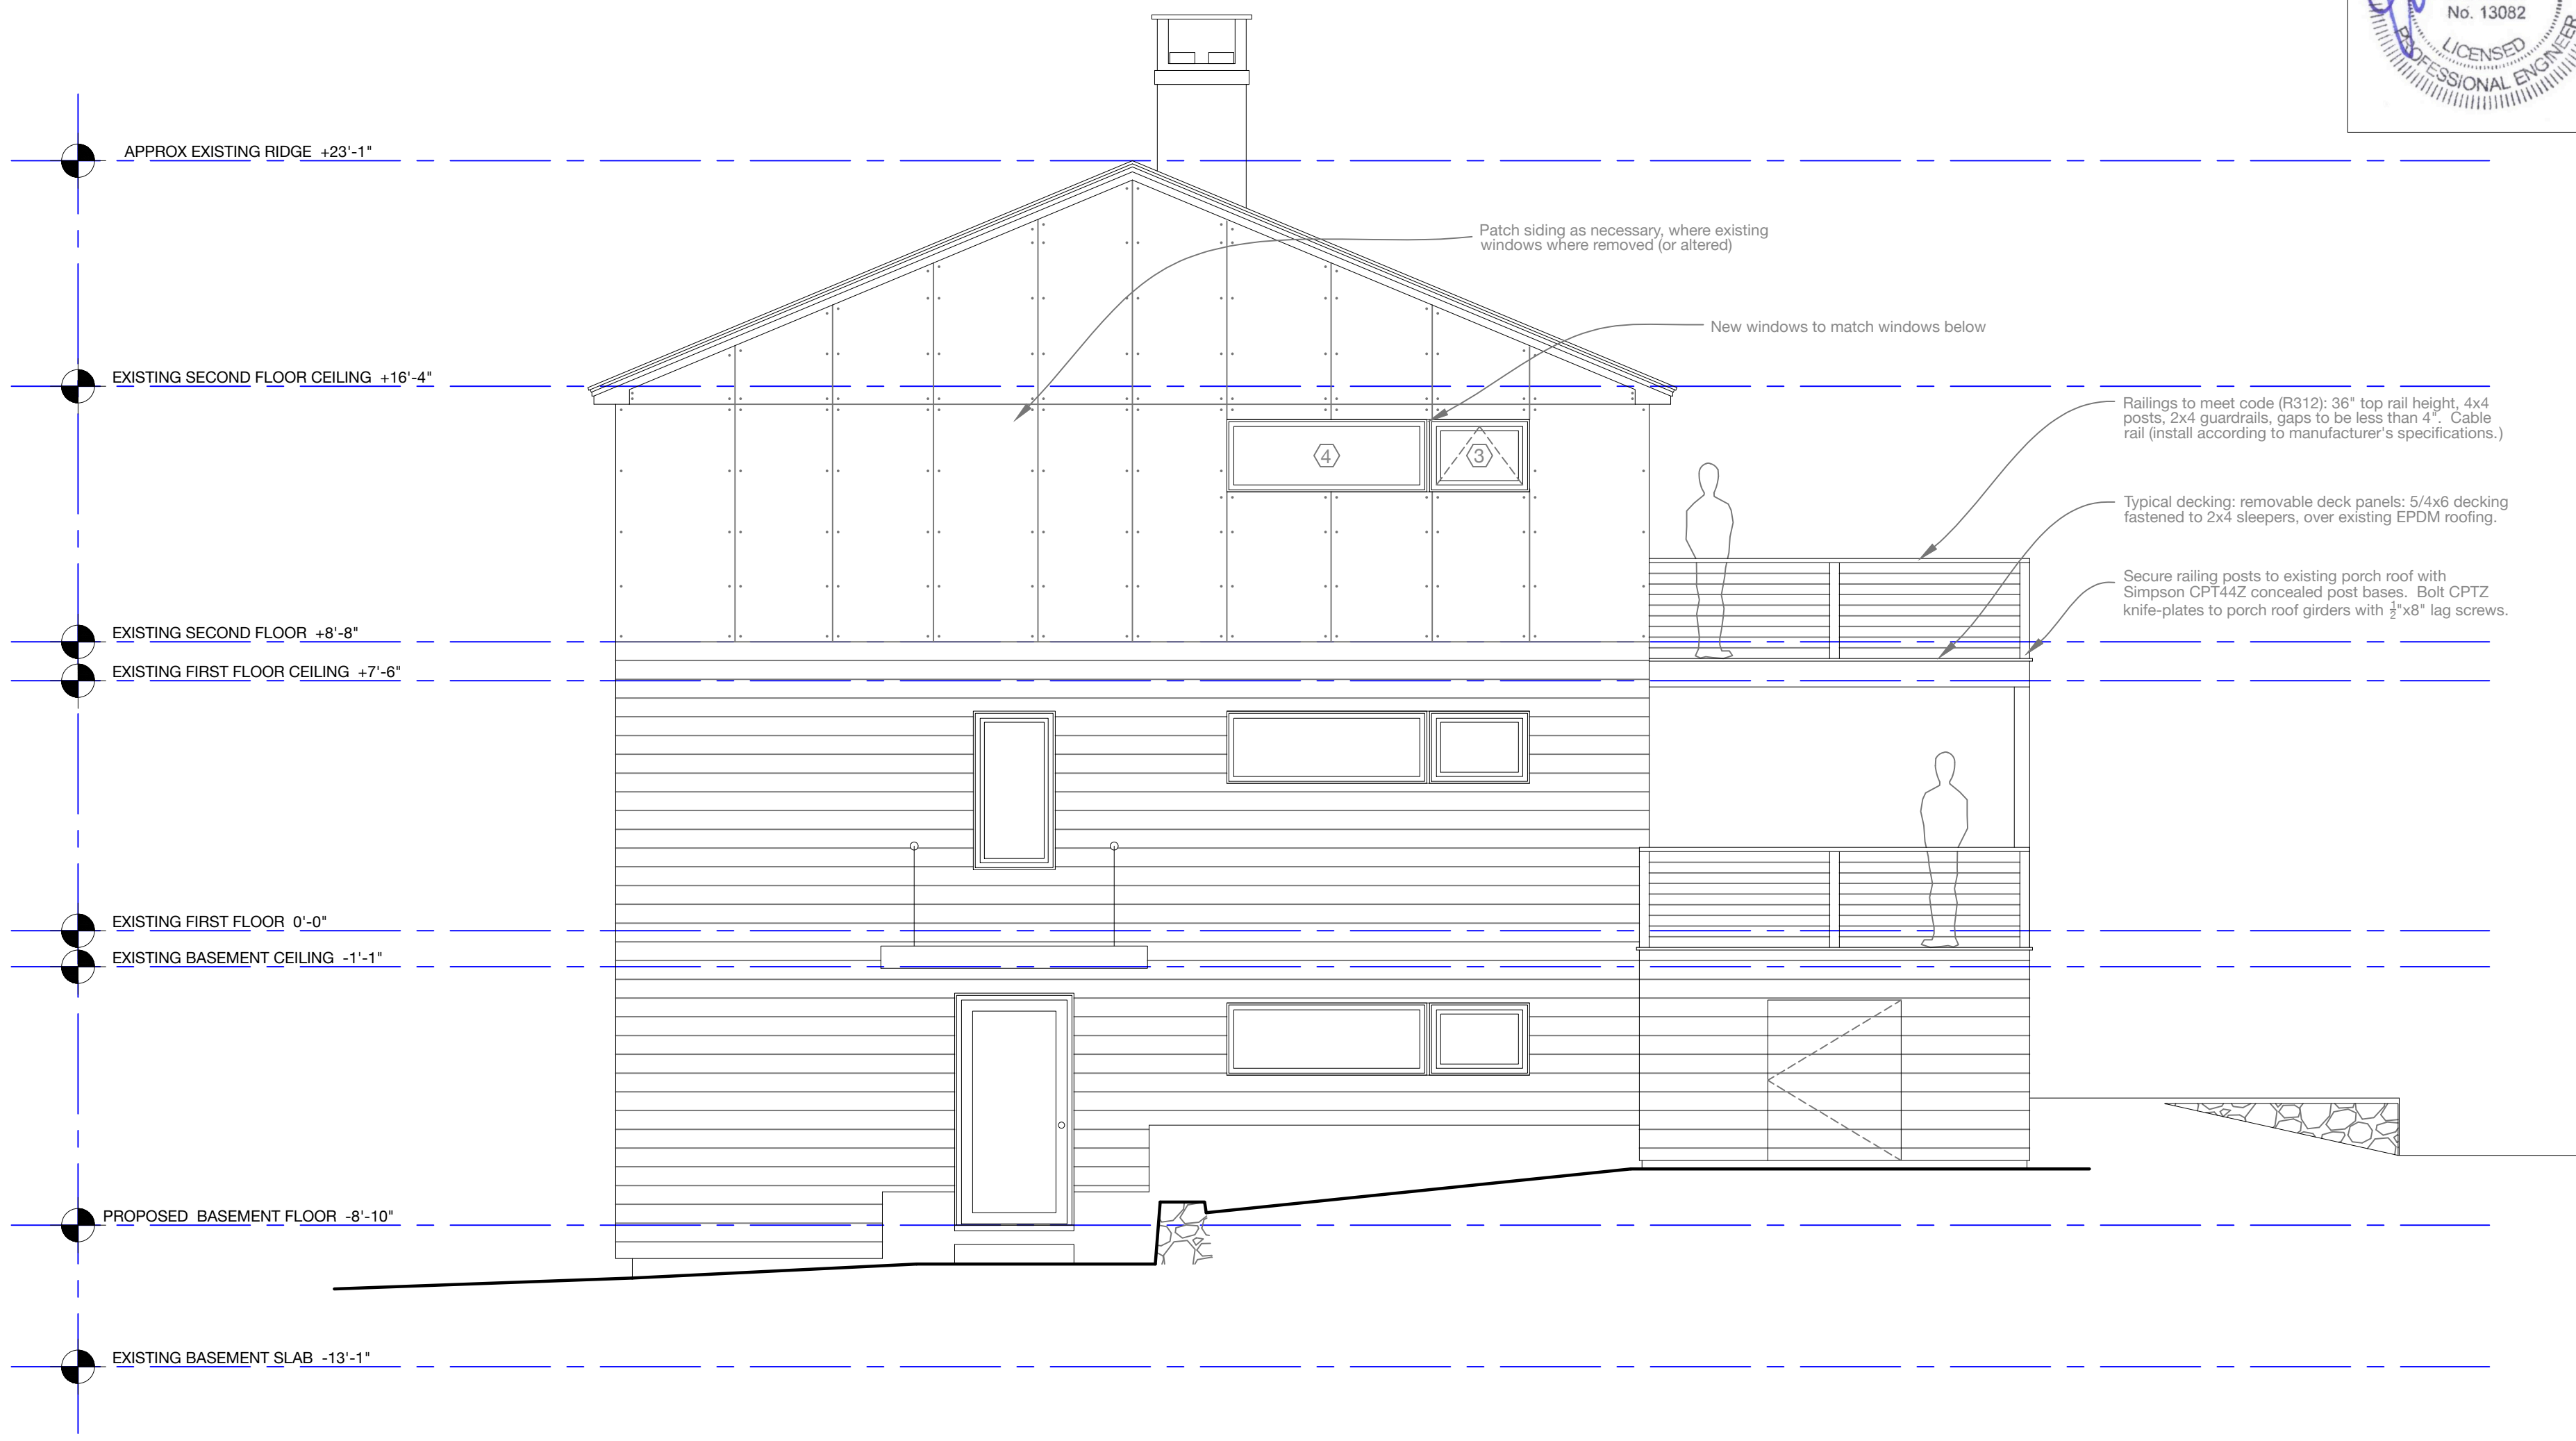 No. 13082
LICENSED
PROFESSIONAL ENGINEER
APPROX EXISTING RIDGE +23'-1"
Patch siding as necessary, where existing
windows where removed (or altered)
New windows to match windows below
EXISTING SECOND FLOOR CEILING +16'-4"
Railings to meet code (R312): 36" top rail height, 4x4
posts, 2x4 guardrails, gaps to be less than 4". Cable
rail (install according to manufacturer's specifications.)
4
3
Typical decking: removable deck panels: 5/4x6 decking
fastened to 2x4 sleepers, over existing EPDM roofing.
Secure railing posts to existing porch roof with
Simpson CPT44Z concealed post bases. Bolt CPTZ
knife-plates to porch roof girders with ½"x8" lag screws.
EXISTING SECOND FLOOR +8'-8"
EXISTING FIRST FLOOR CEILING +7'-6"
EXISTING FIRST FLOOR 0'-0"
EXISTING BASEMENT CEILING -1'-1"
PROPOSED BASEMENT FLOOR -8'-10"
EXISTING BASEMENT SLAB -13'-1"